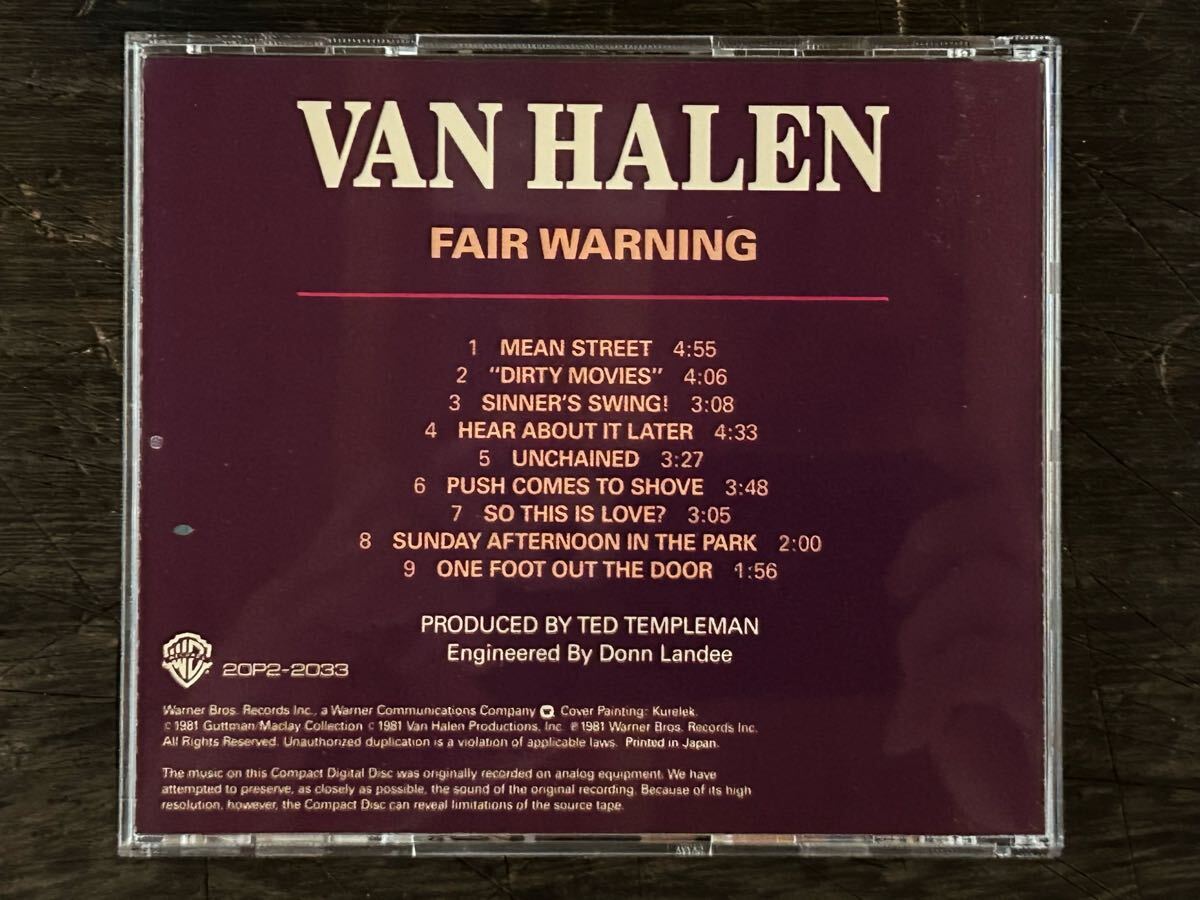 VAN HALEN
FAIR WARNING
1 MEAN STREET 4:55
2 "DIRTY MOVIES" 4:06
3 SINNER'S SWING! 3:08
4 HEAR ABOUT IT LATER 4:33
5 UNCHAINED 3:27
6 PUSH COMES TO SHOVE 3:48
7 SO THIS IS LOVE? 3:05
8 SUNDAY AFTERNOON IN THE PARK 2:00
9 ONE FOOT OUT THE DOOR 1:56
PRODUCED BY TED TEMPLEMAN
Engineered By Donn Landee
20P2-2033
Warner Bros. Records Inc., a Warner Communications Company Cover Painting: Kurelek.
© 1981 Guttman/Maclay Collection © 1981 Van Halen Productions, Inc. ℗ 1981 Warner Bros. Records Inc.
All Rights Reserved. Unauthorized duplication is a violation of applicable laws. Printed in Japan.
The music on this Compact Digital Disc was originally recorded on analog equipment. We have
attempted to preserve, as closely as possible, the sound of the original recording. Because of its high
resolution, however, the Compact Disc can reveal limitations of the source tape.